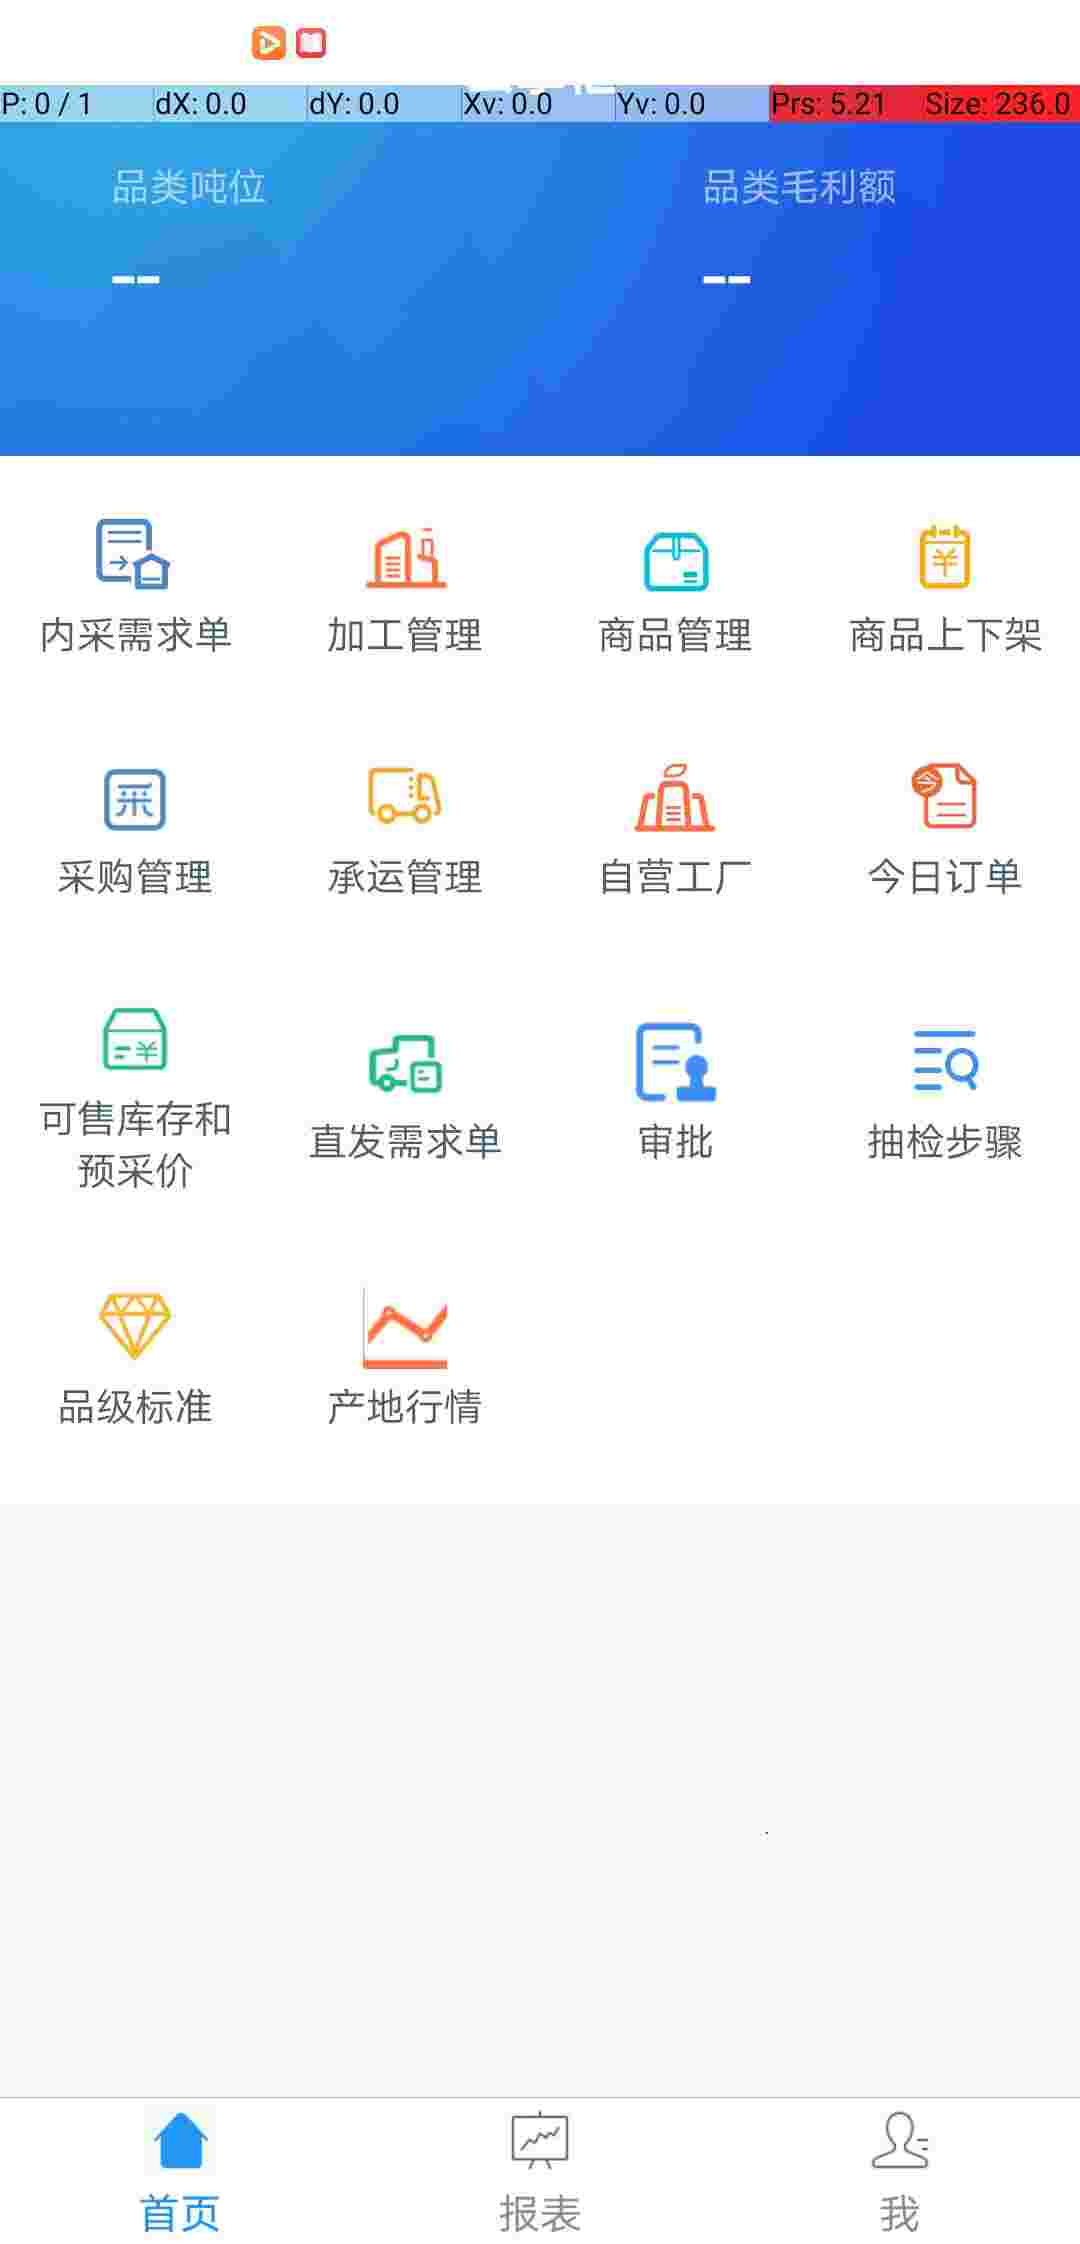 P: 0 / 1 dX: 0.0 dY: 0.0 Xv: 0.0 Yv: 0.0 Prs: 5.21 Size: 236.0
品类吨位 品类毛利额
-- --
内采需求单 加工管理 商品管理 商品上下架
采购管理 承运管理 自营工厂 今日订单
可售库存和
预采价 直发需求单 审批 抽检步骤
品级标准 产地行情
首页 报表 我